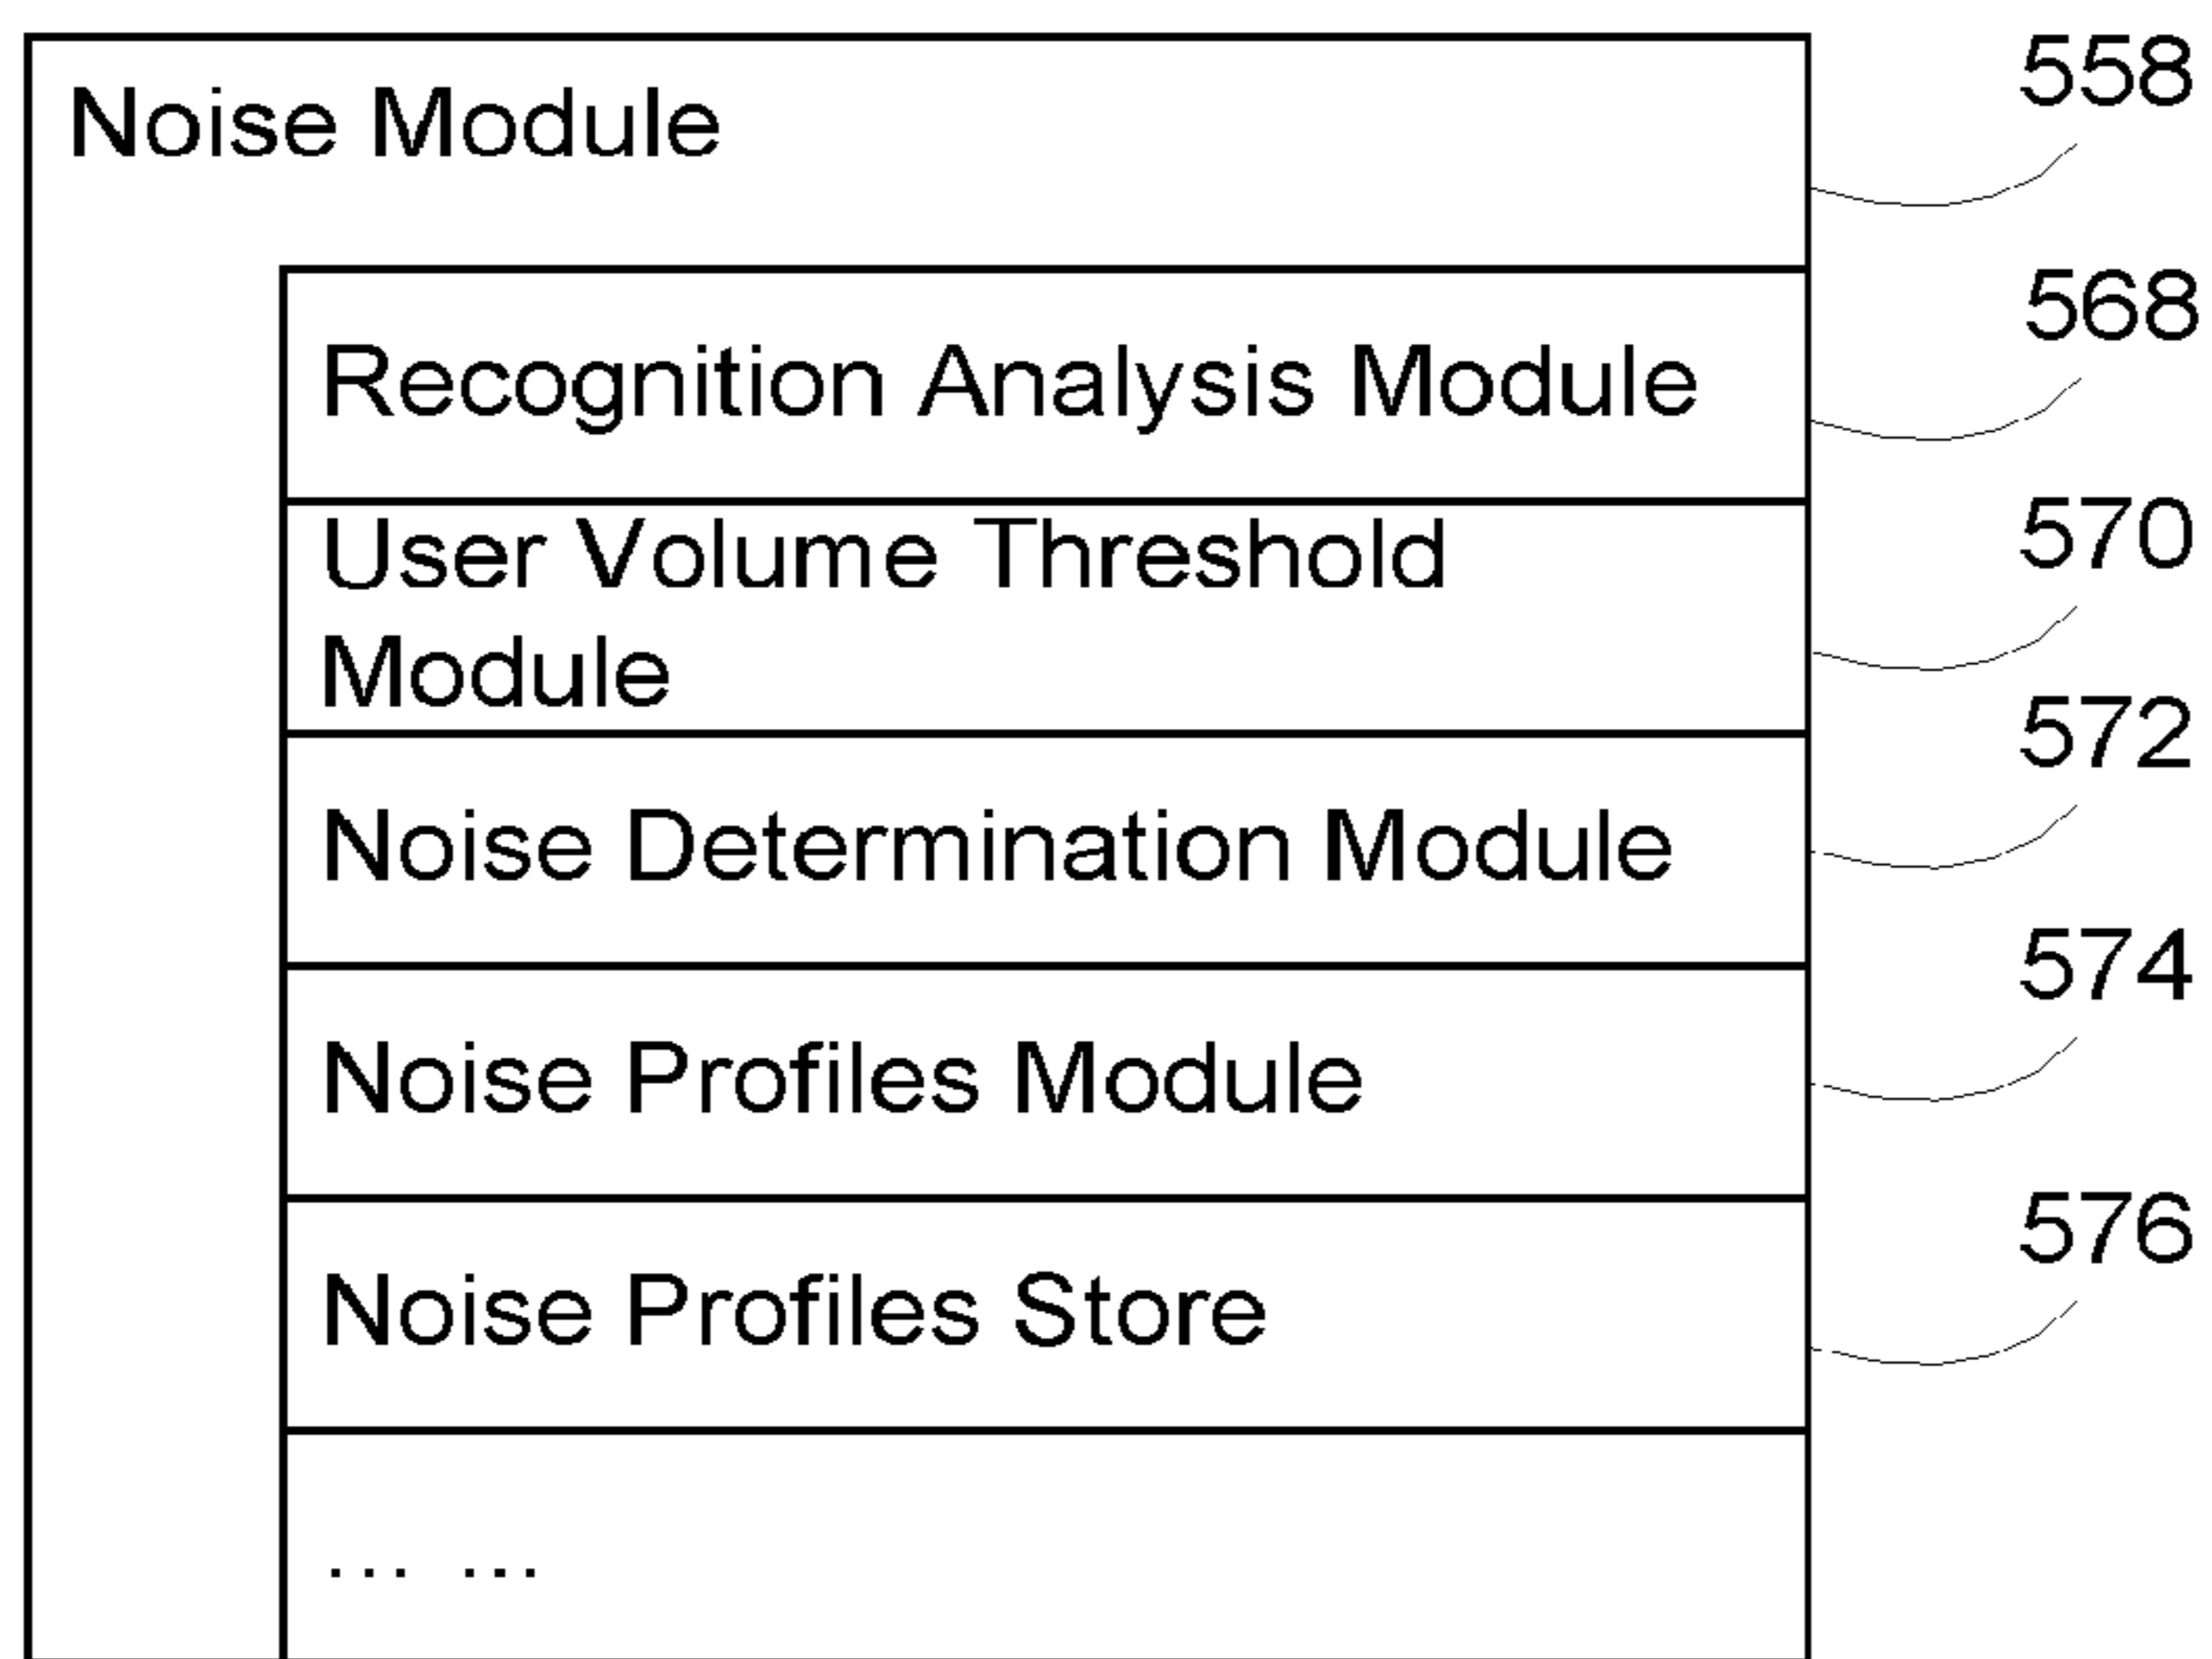 Noise Module
558
568
Recognition Analysis Module
570
User Volume Threshold
Module
572
Noise Determination Module
574
Noise Profiles Module
576
Noise Profiles Store
... ...